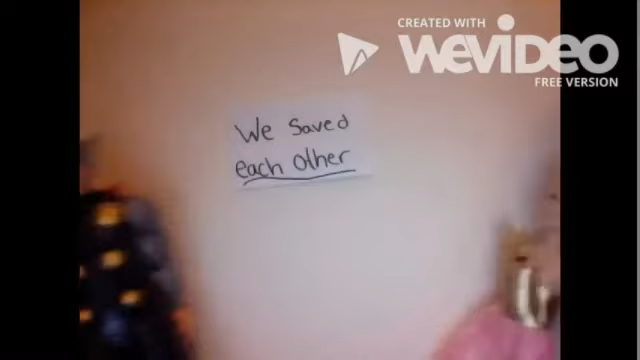 CREATED WITH
WEVIDEO
FREE VERSION
We Saved
each Other